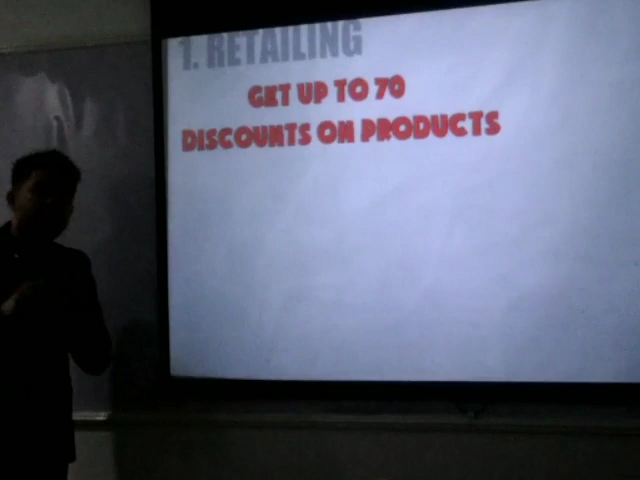 1. RETAILING
GET UP TO 70
DISCOUNTS ON PRODUCTS